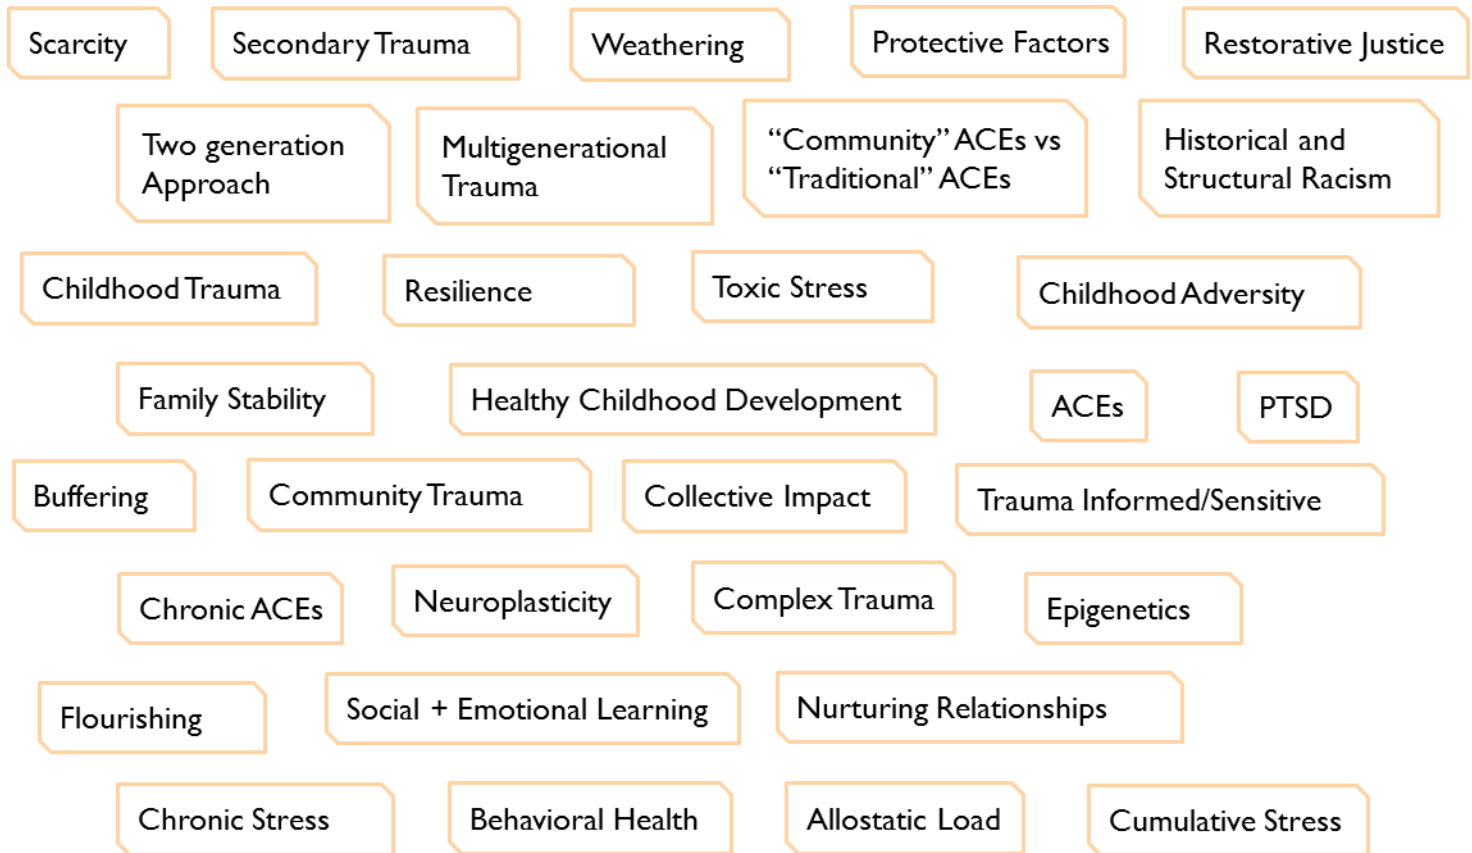 Scarcity
Secondary Trauma
Weathering
Protective Factors
Restorative Justice
Two generation
Approach
Multigenerational
Trauma
“Community” ACEs vs
“Traditional” ACEs
Historical and
Structural Racism
Childhood Trauma
Resilience
Toxic Stress
Childhood Adversity
Family Stability
Healthy Childhood Development
ACEs
PTSD
Buffering
Community Trauma
Collective Impact
Trauma Informed/Sensitive
Chronic ACEs
Neuroplasticity
Complex Trauma
Epigenetics
Flourishing
Social + Emotional Learning
Nurturing Relationships
Chronic Stress
Behavioral Health
Allostatic Load
Cumulative Stress